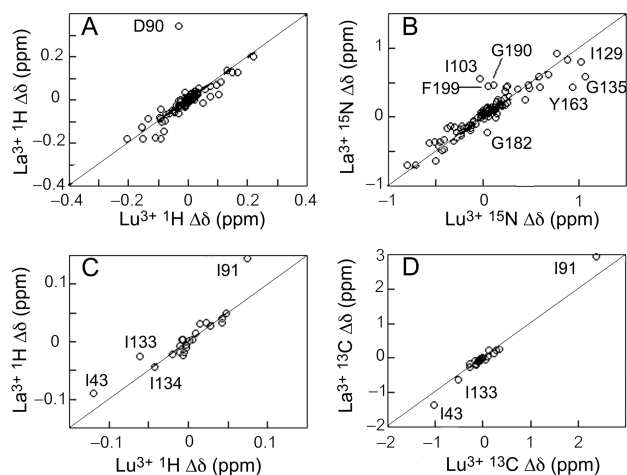 A
D90
0.2
0
−0.2
−0.4
−0.4
−0.2
0
0.2
0.4
La3+ 1H Δδ (ppm)
Lu3+ 1H Δδ (ppm)
B
G190
I103
I129
F199
G135
Y163
G182
1
0
−1
−1
0
1
La3+ 15N Δδ (ppm)
Lu3+ 15N Δδ (ppm)
C
I91
I133
I134
I43
0.1
0
−0.1
−0.1
0
0.1
La3+ 1H Δδ (ppm)
Lu3+ 1H Δδ (ppm)
D
I91
I133
I43
3
2
1
0
−1
−2
−2
−1
0
1
2
3
La3+ 13C Δδ (ppm)
Lu3+ 13C Δδ (ppm)